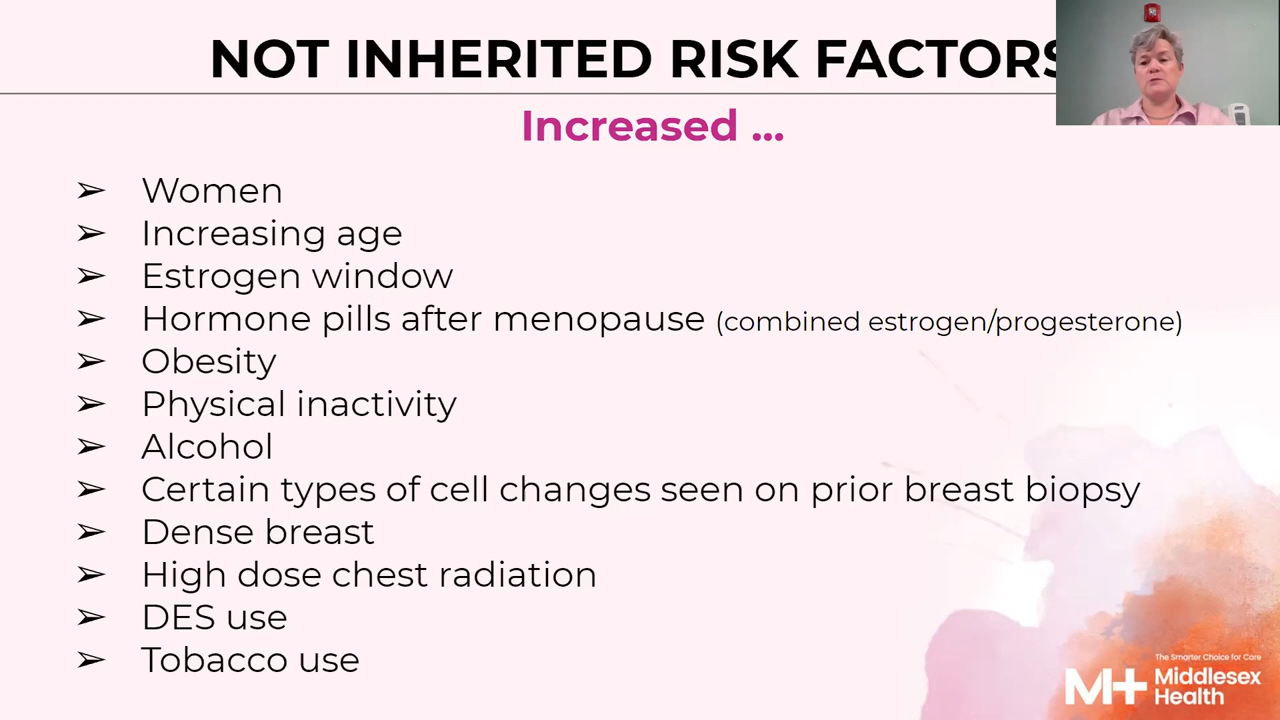 NOT INHERITED RISK FACTORS
Increased ...
➢ Women
➢ Increasing age
➢ Estrogen window
➢ Hormone pills after menopause (combined estrogen/progesterone)
➢ Obesity
➢ Physical inactivity
➢ Alcohol
➢ Certain types of cell changes seen on prior breast biopsy
➢ Dense breast
➢ High dose chest radiation
➢ DES use
➢ Tobacco use
The Smarter Choice for Care
M+ Middlesex
Health